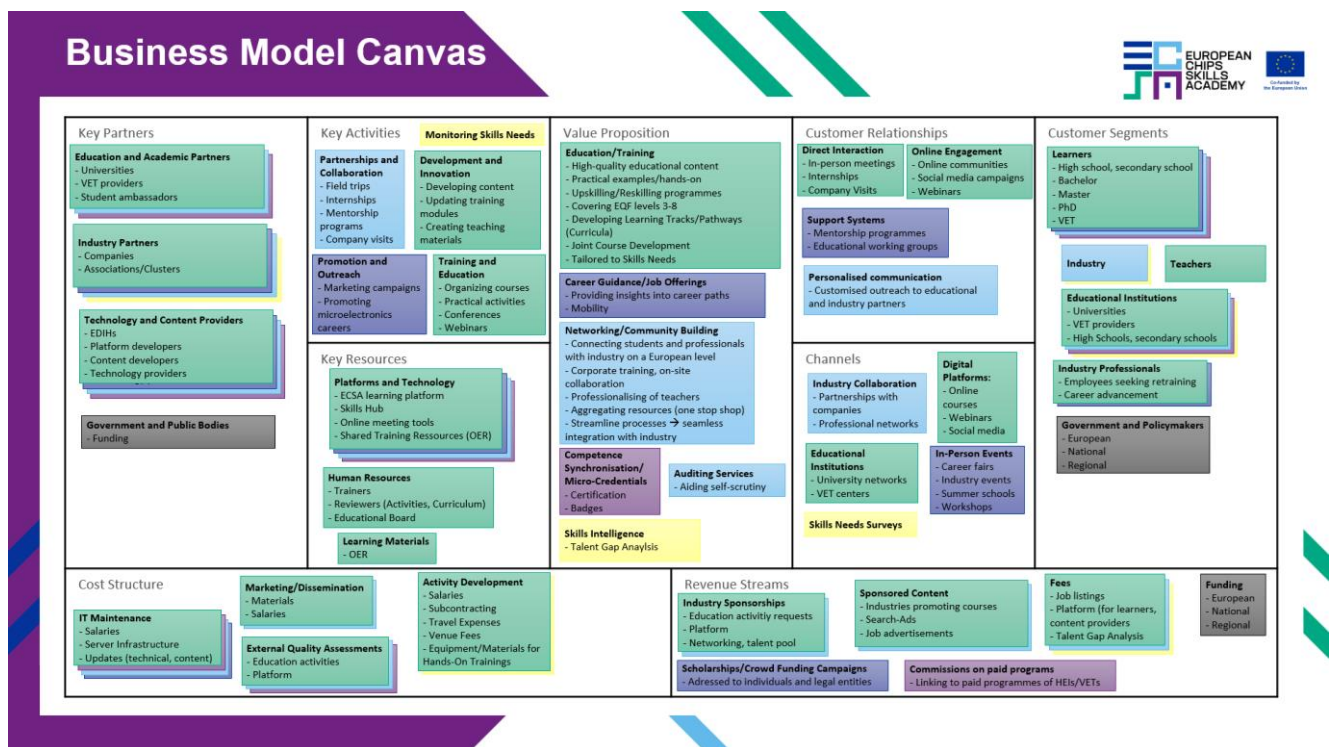 Business Model Canvas
EUROPEAN
CHIPS
SKILLS
ACADEMY
Co-funded by
the European Union
Key Partners
Education and Academic Partners
- Universities
- VET providers
- Student ambassadors
Industry Partners
- Companies
- Associations/Clusters
Technology and Content Providers
- EDIHs
- Platform developers
- Content developers
- Technology providers
Government and Public Bodies
- Funding
Key Activities
Monitoring Skills Needs
Partnerships and
Collaboration
- Field trips
- Internships
- Mentorship
programs
- Company visits
Development and
Innovation
- Developing content
- Updating training
modules
- Creating teaching
materials
Promotion and
Outreach
- Marketing campaigns
- Promoting
microelectronics
careers
Training and
Education
- Organizing courses
- Practical activities
- Conferences
- Webinars
Key Resources
Platforms and Technology
- ECSA learning platform
- Skills Hub
- Online meeting tools
- Shared Training Ressources (OER)
Human Resources
- Trainers
- Reviewers (Activities, Curriculum)
- Educational Board
Learning Materials
- OER
Value Proposition
Education/Training
- High-quality educational content
- Practical examples/hands-on
- Upskilling/Reskilling programmes
- Covering EQF levels 3-8
- Developing Learning Tracks/Pathways
(Curricula)
- Joint Course Development
- Tailored to Skills Needs
Career Guidance/Job Offerings
- Providing insights into career paths
- Mobility
Networking/Community Building
- Connecting students and professionals
with industry on a European level
- Corporate training, on-site
collaboration
- Professionalising of teachers
- Aggregating resources (one stop shop)
- Streamline processes → seamless
integration with industry
Competence
Synchronisation/
Micro-Credentials
- Certification
- Badges
Auditing Services
- Aiding self-scrutiny
Skills Intelligence
- Talent Gap Anaylsis
Customer Relationships
Direct Interaction
- In-person meetings
- Internships
- Company Visits
Online Engagement
- Online communities
- Social media campaigns
- Webinars
Support Systems
- Mentorship programmes
- Educational working groups
Personalised communication
- Customised outreach to educational
and industry partners
Channels
Industry Collaboration
- Partnerships with
companies
- Professional networks
Digital
Platforms:
- Online
courses
- Webinars
- Social media
Educational
Institutions
- University networks
- VET centers
In-Person Events
- Career fairs
- Industry events
- Summer schools
- Workshops
Skills Needs Surveys
Customer Segments
Learners
- High school, secondary school
- Bachelor
- Master
- PhD
- VET
Industry
Teachers
Educational Institutions
- Universities
- VET providers
- High Schools, secondary schools
Industry Professionals
- Employees seeking retraining
- Career advancement
Government and Policymakers
- European
- National
- Regional
Cost Structure
IT Maintenance
- Salaries
- Server Infrastructure
- Updates (technical, content)
Marketing/Dissemination
- Materials
- Salaries
External Quality Assessments
- Education activities
- Platform
Activity Development
- Salaries
- Subcontracting
- Travel Expenses
- Venue Fees
- Equipment/Materials for
Hands-On Trainings
Revenue Streams
Industry Sponsorships
- Education activitiy requests
- Platform
- Networking, talent pool
Sponsored Content
- Industries promoting courses
- Search-Ads
- Job advertisements
Fees
- Job listings
- Platform (for learners,
content providers
- Talent Gap Analysis
Funding
- European
- National
- Regional
Scholarships/Crowd Funding Campaigns
- Adressed to individuals and legal entities
Commissions on paid programs
- Linking to paid programmes of HEIs/VETs